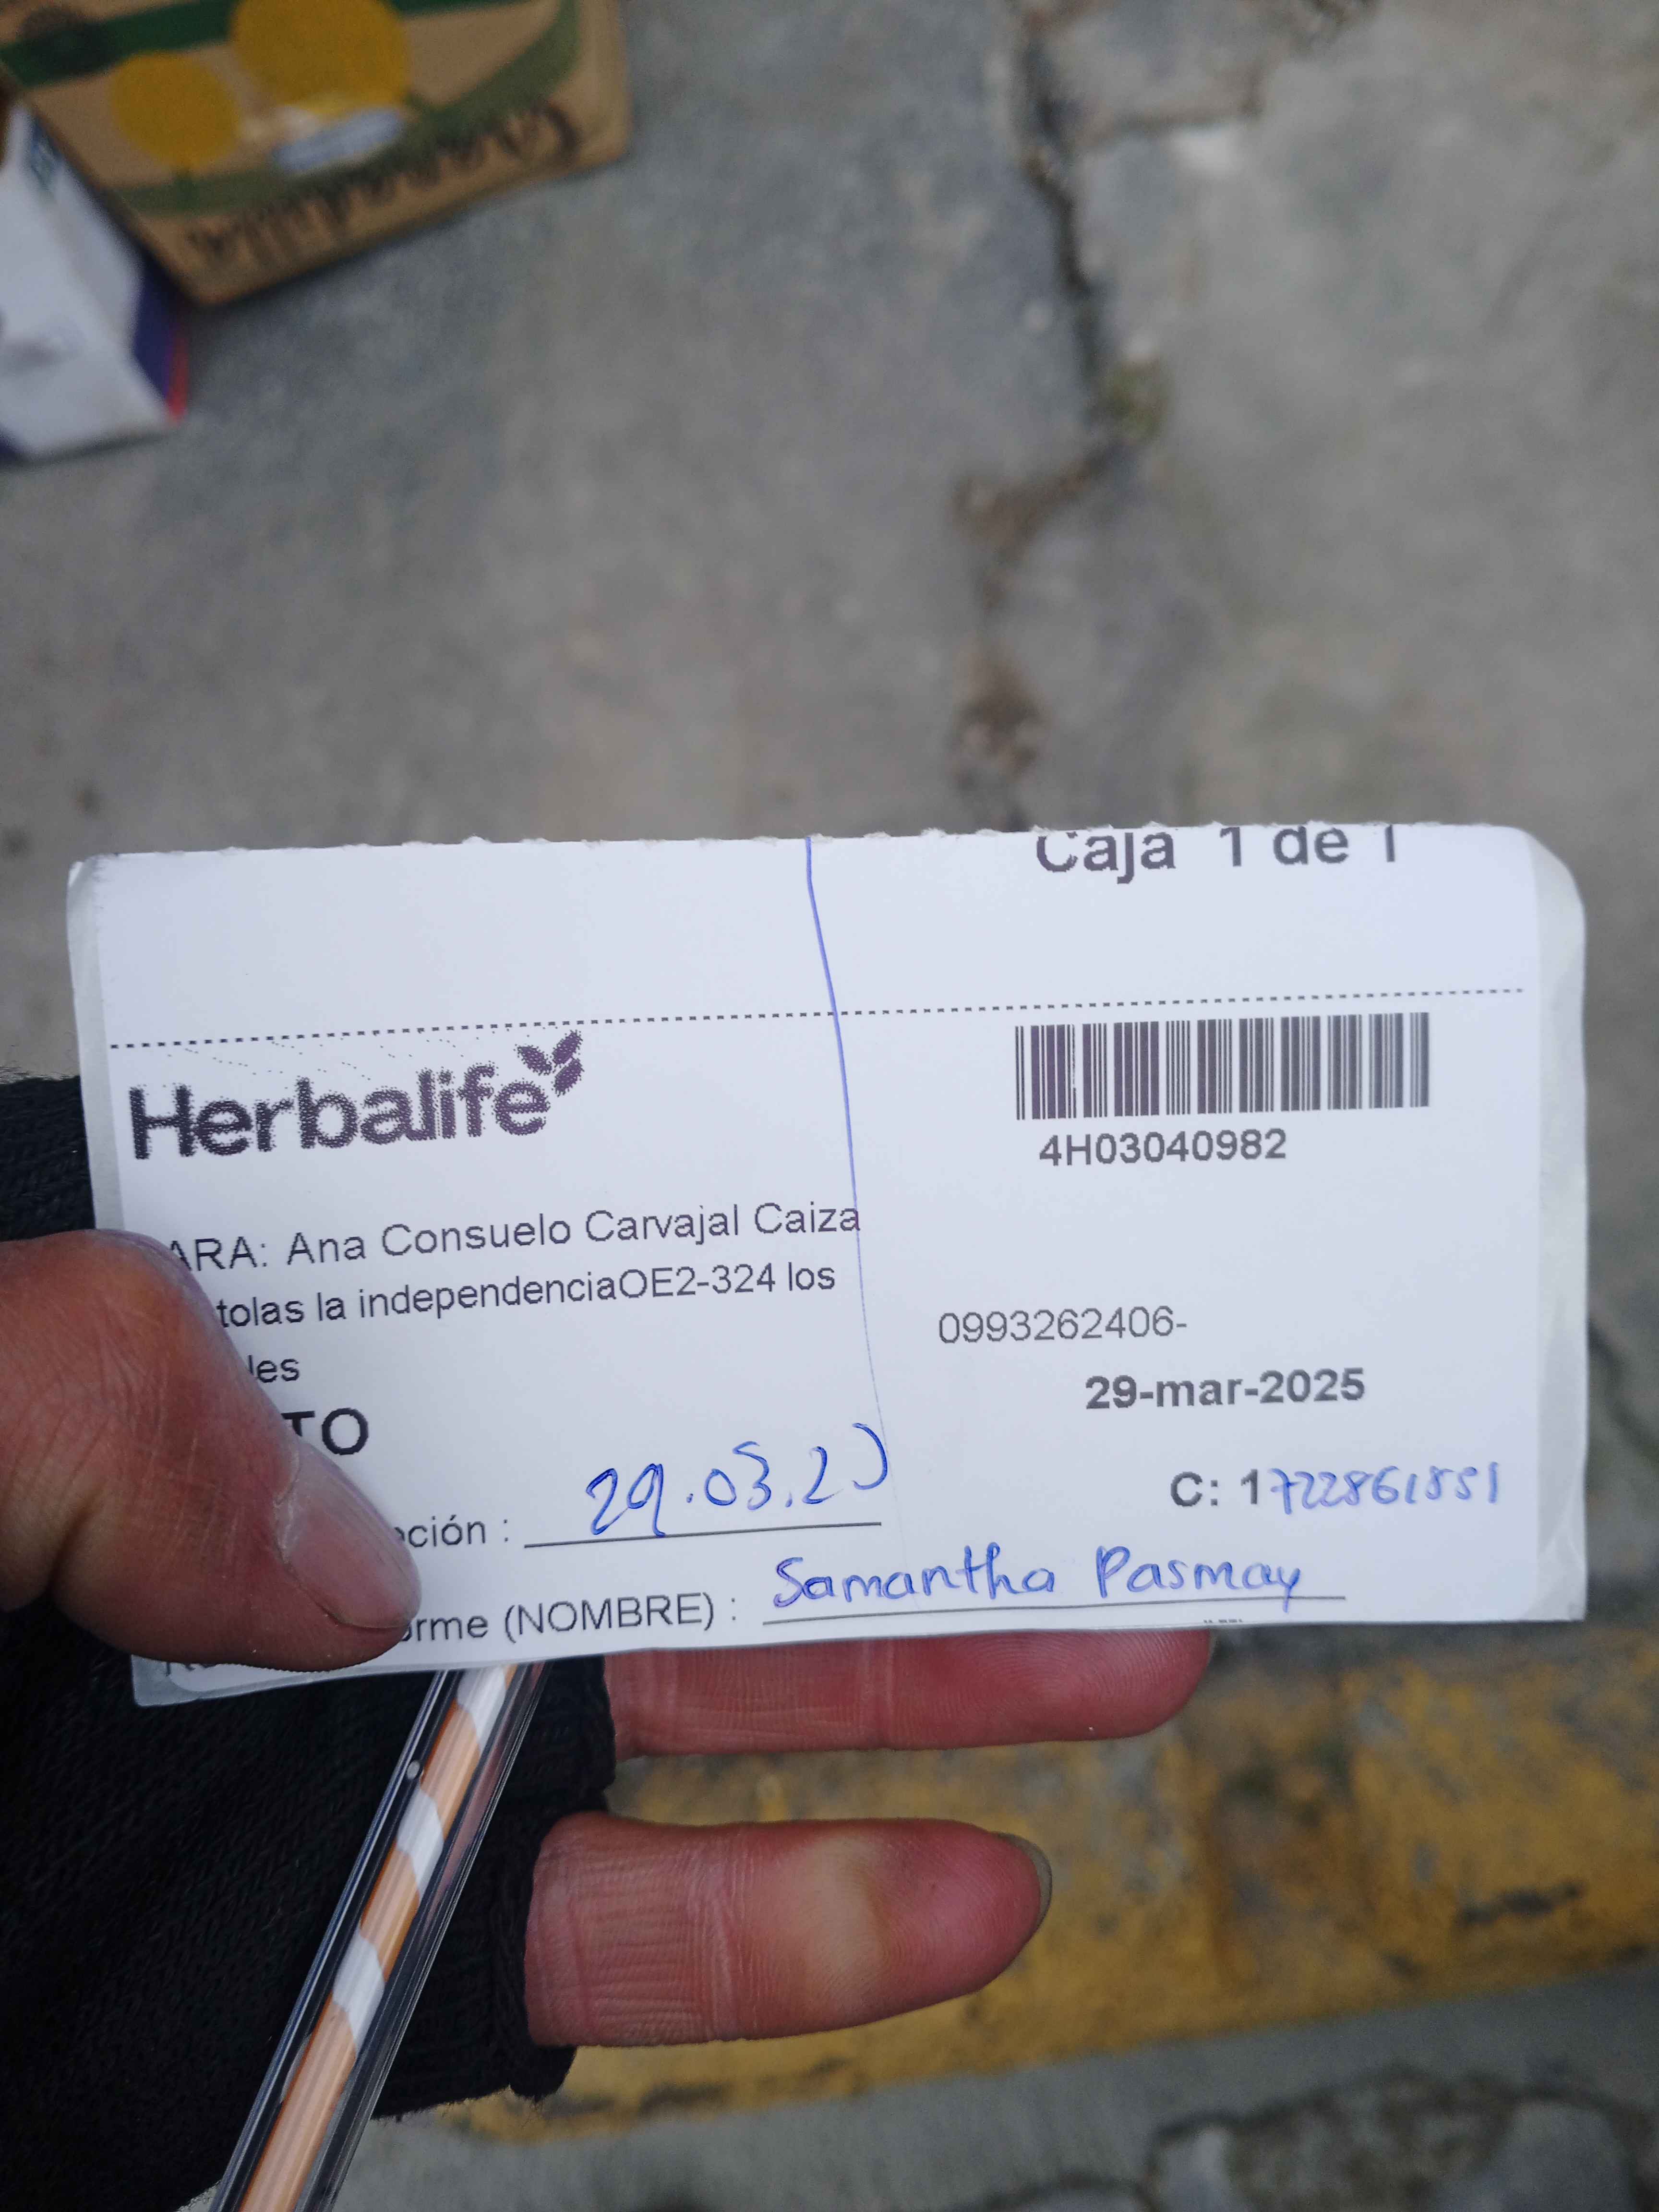 Caja 1 de 1
Herbalife
4H03040982
ARA: Ana Consuelo Carvajal Caiza
tolas la independenciaOE2-324 los
les
0993262406-
29-mar-2025
TO
C: 1722861551
ción : 29.03.25
orme (NOMBRE) : Samantha Pasmay